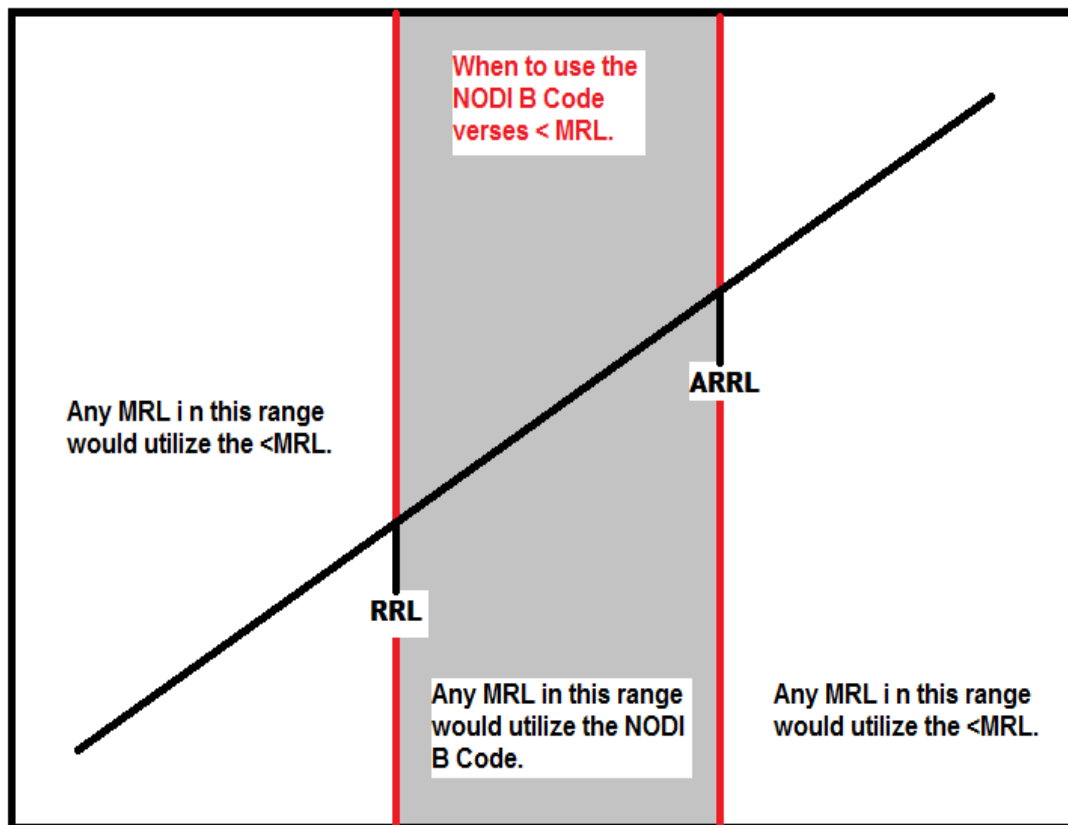 When to use the
NODI B Code
verses < MRL.
ARRL
Any MRL i n this range
would utilize the <MRL.
RRL
Any MRL in this range
would utilize the NODI
B Code.
Any MRL i n this range
would utilize the <MRL.